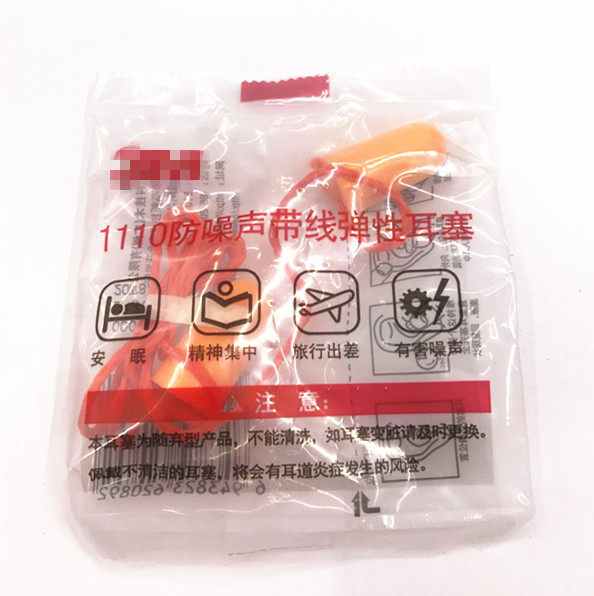 1110防噪声带线弹性耳塞
安 眠 精神集中 旅行出差 有害噪声
注 意:
本耳塞为随弃型产品，不能清洗，如耳塞变脏请及时更换。
佩戴不清洁的耳塞，将会有耳道炎症发生的风险。
6 943823 620892